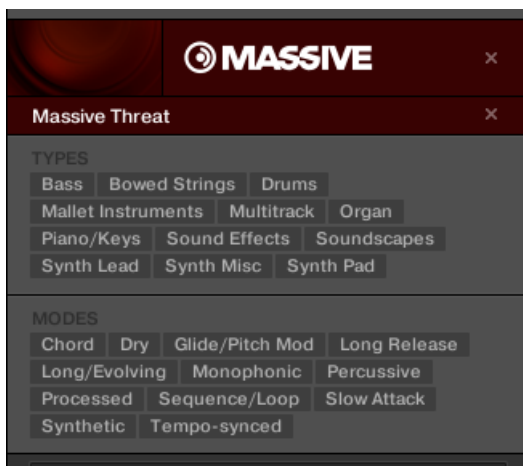 MASSIVE ×
Massive Threat ×
TYPES
Bass Bowed Strings Drums
Mallet Instruments Multitrack Organ
Piano/Keys Sound Effects Soundscapes
Synth Lead Synth Misc Synth Pad
MODES
Chord Dry Glide/Pitch Mod Long Release
Long/Evolving Monophonic Percussive
Processed Sequence/Loop Slow Attack
Synthetic Tempo-synced